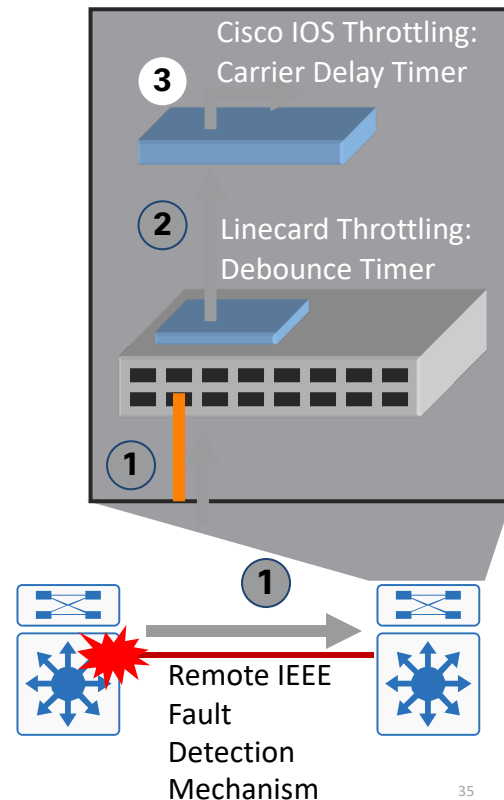 Cisco IOS Throttling:
Carrier Delay Timer
3
2
Linecard Throttling:
Debounce Timer
1
1
Remote IEEE
Fault
Detection
Mechanism
35